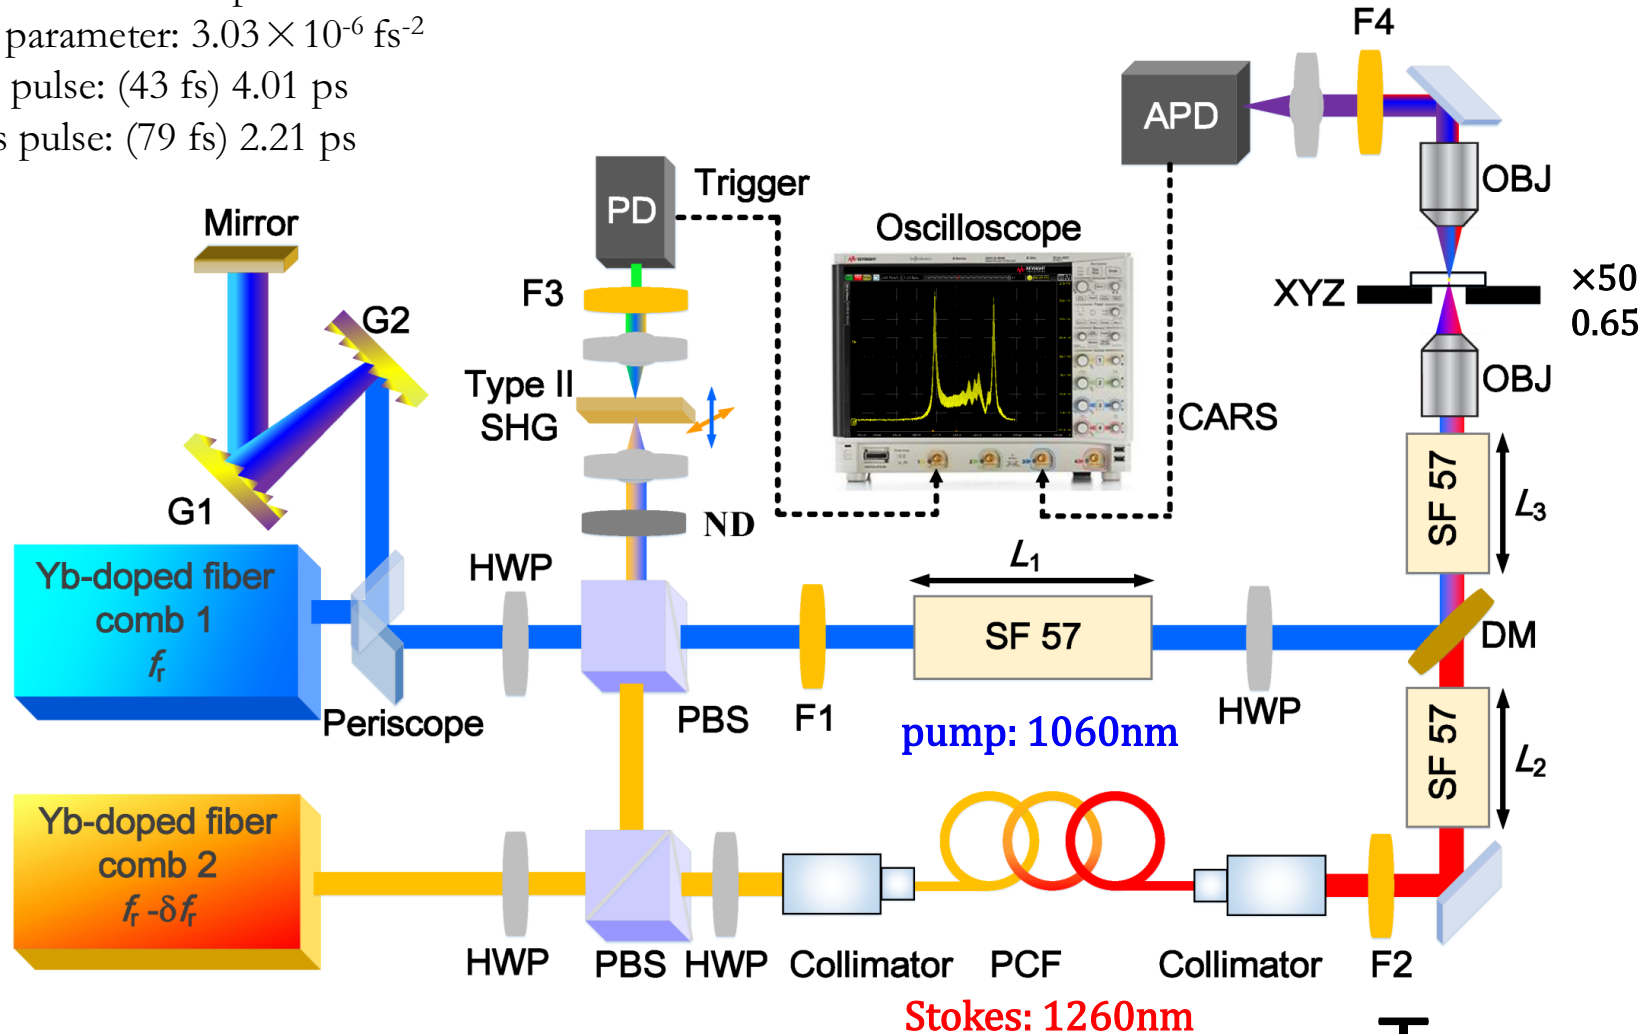 parameter: 3.03×10⁻⁶ fs⁻²
pulse: (43 fs) 4.01 ps
s pulse: (79 fs) 2.21 ps
F4
APD
OBJ
Trigger
PD
Mirror
Oscilloscope
F3
XYZ
×50
0.65
G2
OBJ
Type II
SHG
CARS
G1
ND
SF 57
L3
HWP
L1
Yb-doped fiber
comb 1
fr
SF 57
DM
Periscope
PBS
F1
HWP
pump: 1060nm
SF 57
L2
Yb-doped fiber
comb 2
fr -δfr
HWP
PBS
HWP
Collimator
PCF
Collimator
F2
Stokes: 1260nm